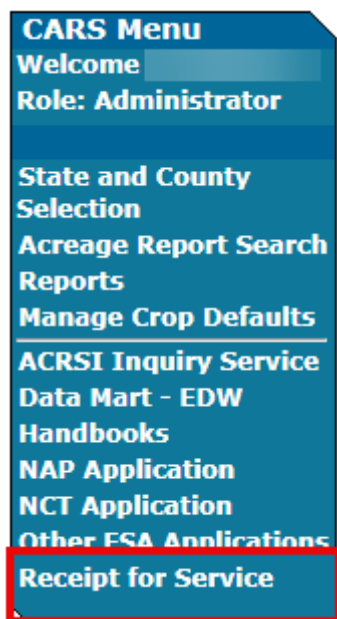 CARS Menu
Welcome
Role: Administrator
State and County
Selection
Acreage Report Search
Reports
Manage Crop Defaults
ACRSI Inquiry Service
Data Mart - EDW
Handbooks
NAP Application
NCT Application
Other FSA Applications
Receipt for Service